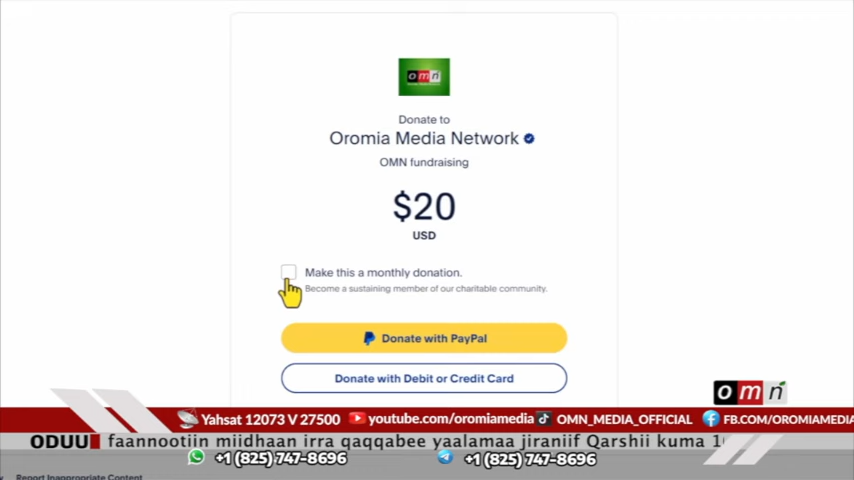 omn
Donate to
Oromia Media Network
OMN fundraising
$20
USD
Make this a monthly donation.
Become a sustaining member of our charitable community.
Donate with PayPal
Donate with Debit or Credit Card
omn
Yahsat 12073 V 27500 youtube.com/oromiamedia OMN_MEDIA_OFFICIAL FB.COM/OROMIAMEDIA
ODUU faannootiin miidhaan irra qaqqabee yaalamaa jiraniif Qarshii kuma
+1 (825) 747-8696 +1 (825) 747-8696
Report Inappropriate Content